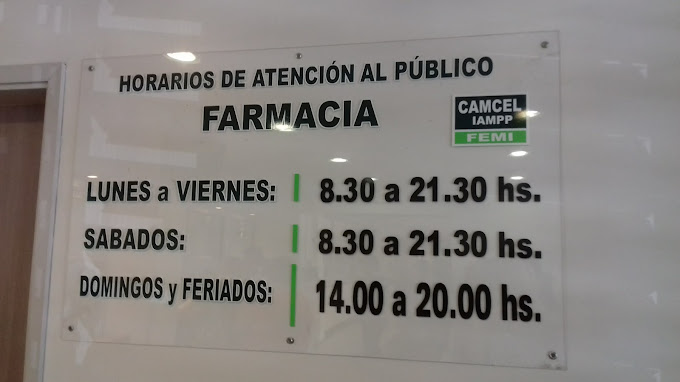 HORARIOS DE ATENCIÓN AL PÚBLICO
FARMACIA
CAMCEL
IAMPP
FEMI
LUNES a VIERNES: 8.30 a 21.30 hs.
SABADOS: 8.30 a 21.30 hs.
DOMINGOS y FERIADOS: 14.00 a 20.00 hs.